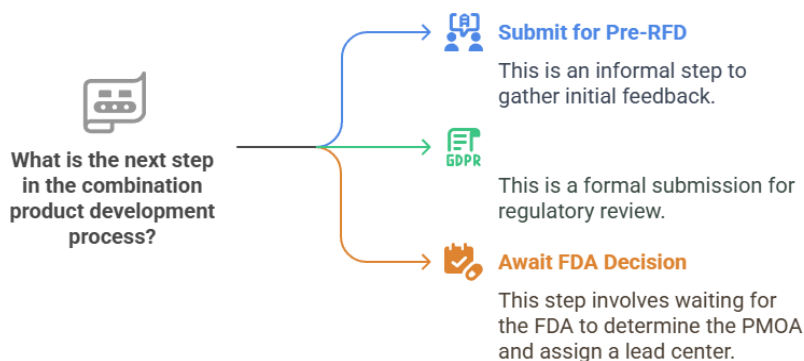 What is the next step
in the combination
product development
process?
Submit for Pre-RFD
This is an informal step to
gather initial feedback.
GDPR
This is a formal submission for
regulatory review.
Await FDA Decision
This step involves waiting for
the FDA to determine the PMOA
and assign a lead center.